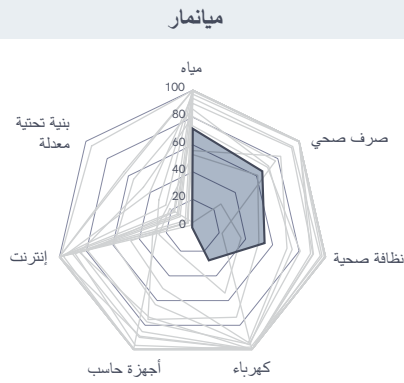 ميانمار
مياه
100
80
60
40
20
0
صرف صحي
نظافة صحية
كهرباء
أجهزة حاسب
إنترنت
بنية تحتية
معدلة